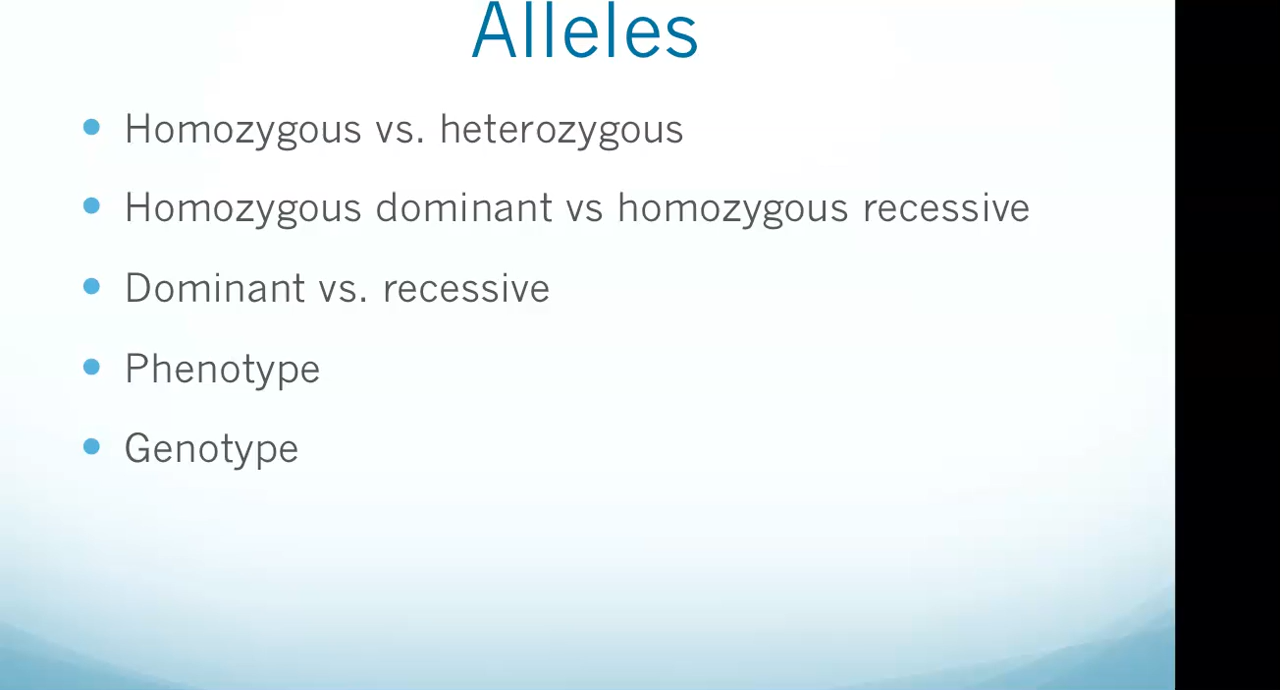 Alleles
• Homozygous vs. heterozygous
• Homozygous dominant vs homozygous recessive
• Dominant vs. recessive
• Phenotype
• Genotype